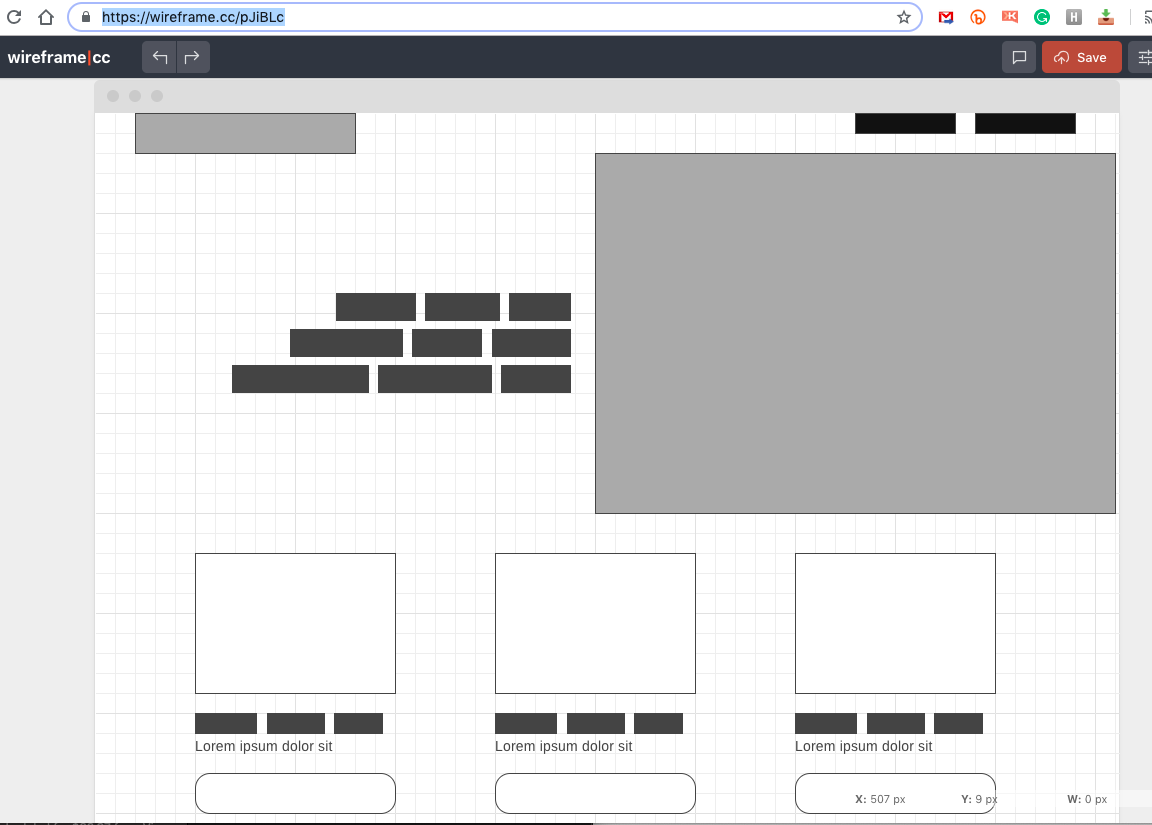 https://wireframe.cc/pJiBLc
H
wireframe|cc
Save
Lorem ipsum dolor sit
Lorem ipsum dolor sit
Lorem ipsum dolor sit
X: 507 px
Y: 9 px
W: 0 px